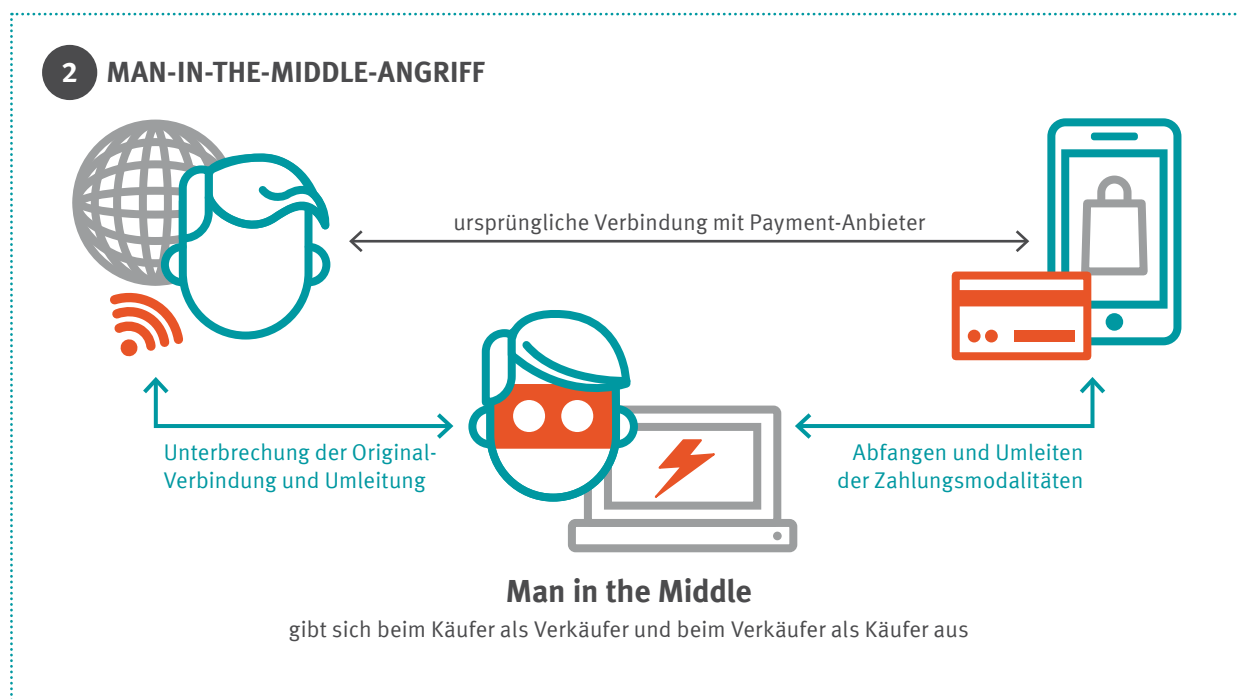 2 MAN-IN-THE-MIDDLE-ANGRIFF
ursprüngliche Verbindung mit Payment-Anbieter
Unterbrechung der Original-
Verbindung und Umleitung
Abfangen und Umleiten
der Zahlungsmodalitäten
Man in the Middle
gibt sich beim Käufer als Verkäufer und beim Verkäufer als Käufer aus